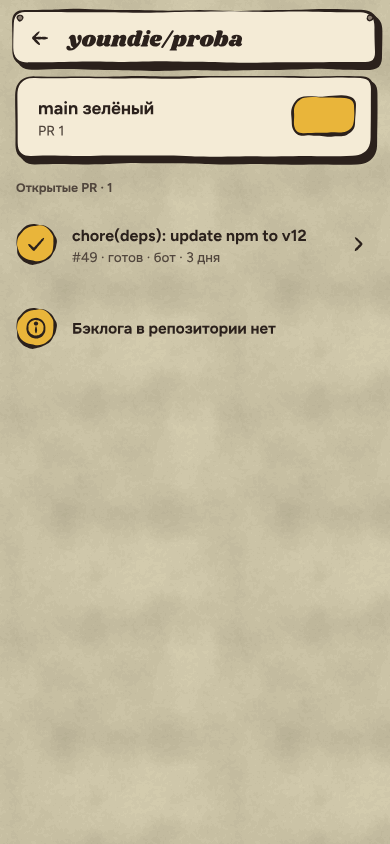 youndie/proba
main зелёный
PR 1
Открытые PR · 1
chore(deps): update npm to v12
#49 · готов · бот · 3 дня
Бэклога в репозитории нет